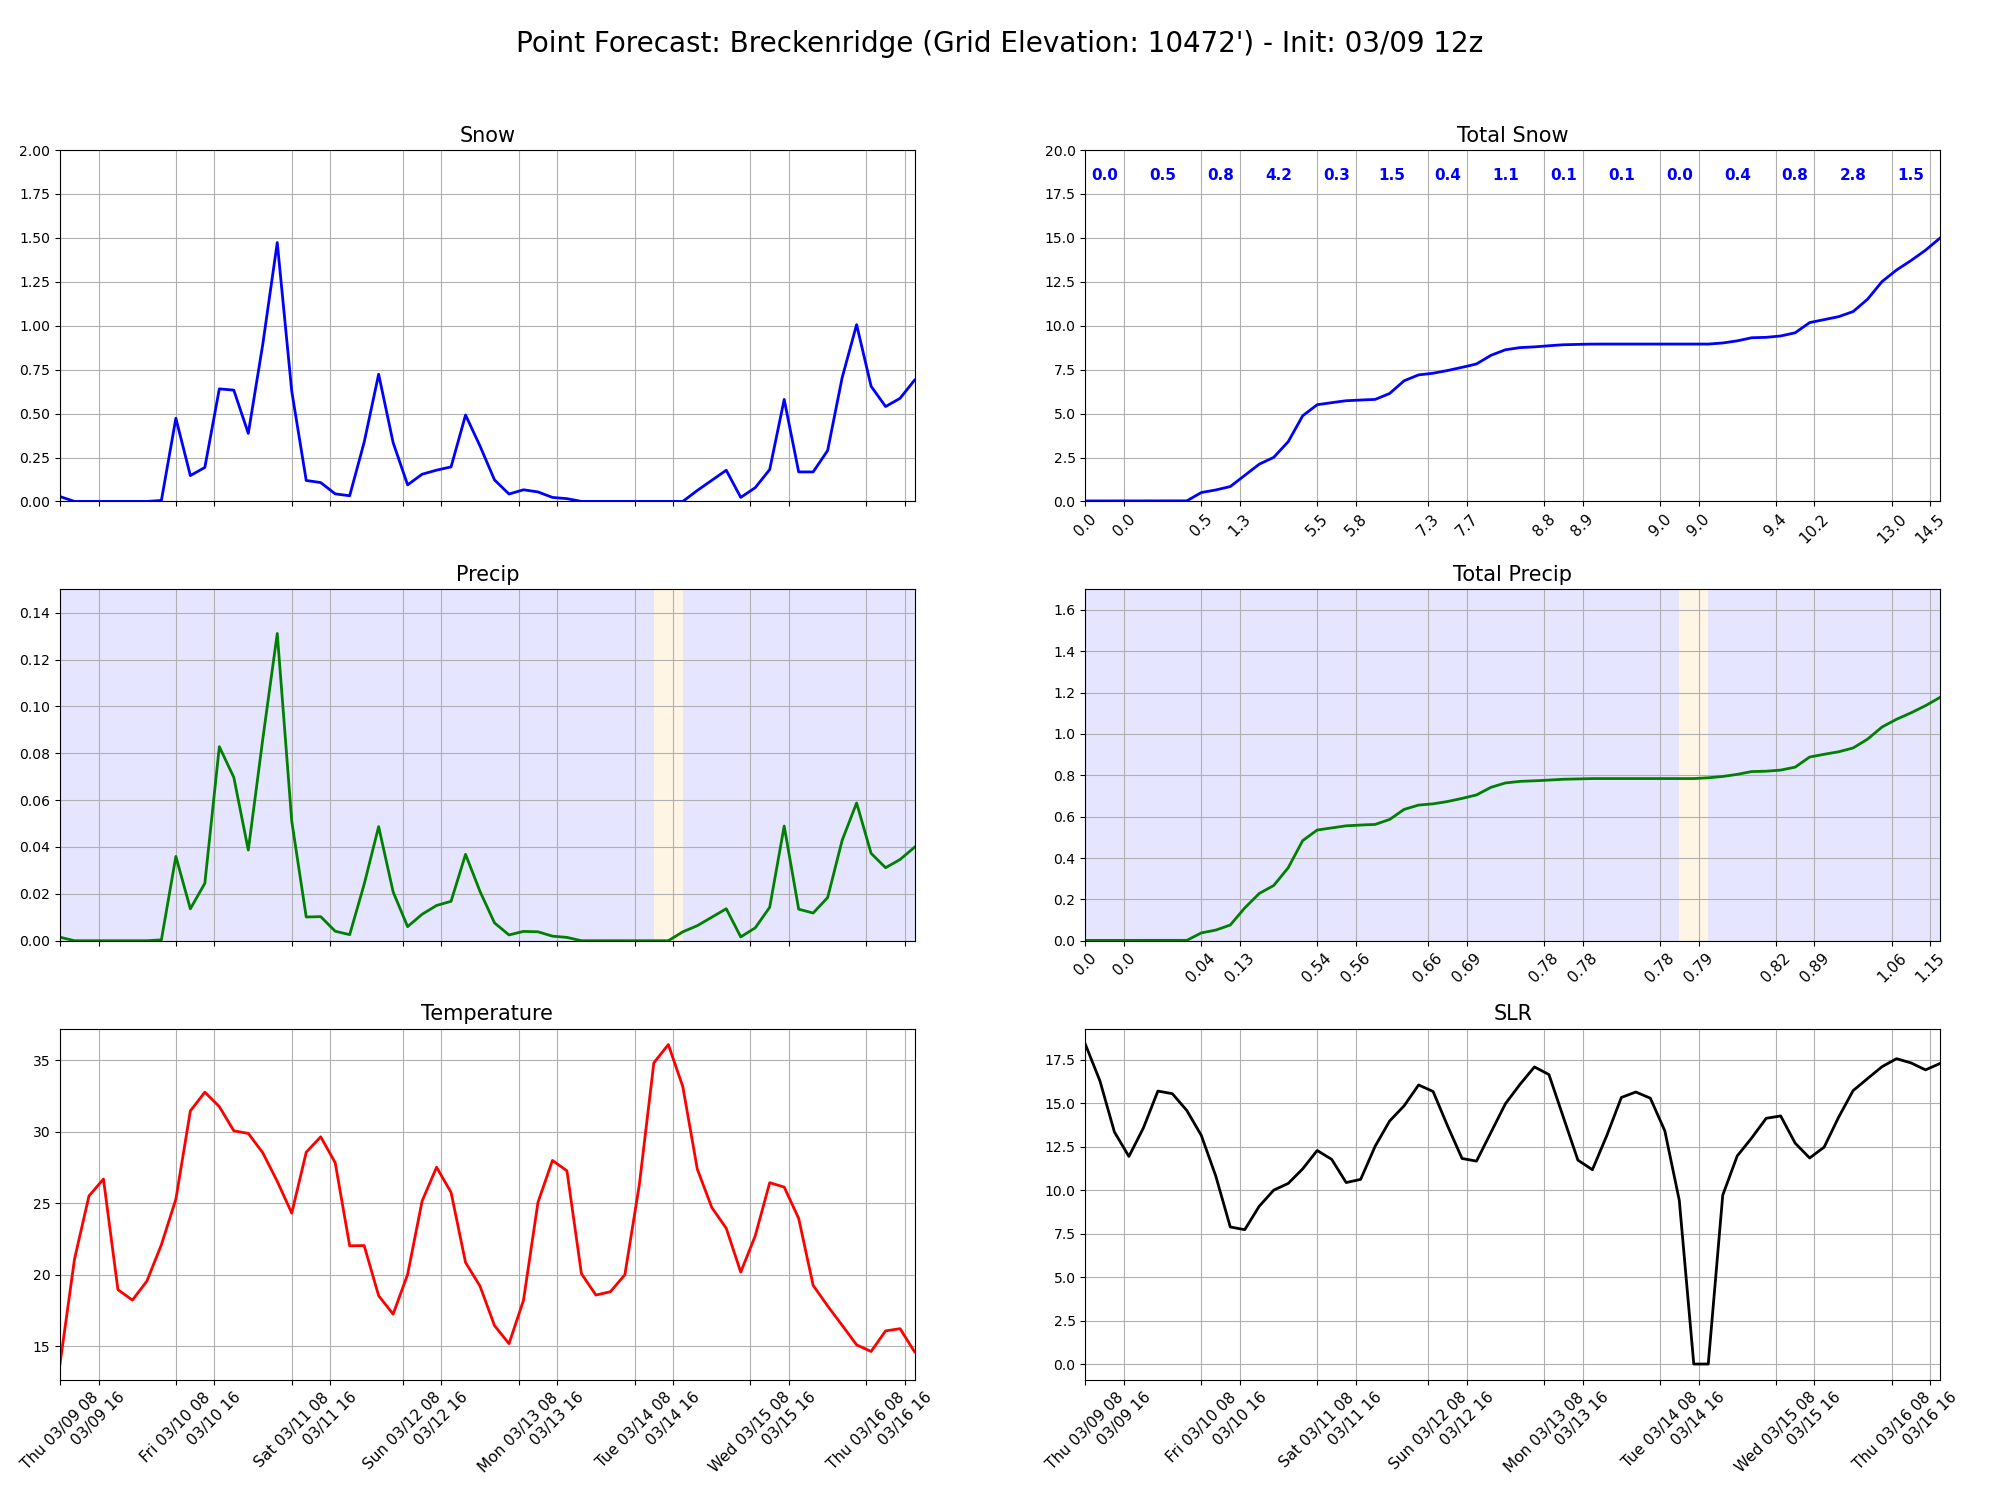 Point Forecast: Breckenridge (Grid Elevation: 10472') - Init: 03/09 12z
Snow
2.00
1.75
1.50
1.25
1.00
0.75
0.50
0.25
0.00
Total Snow
20.0
17.5
15.0
12.5
10.0
7.5
5.0
2.5
0.0
0.0 0.5 0.8 4.2 0.3 1.5 0.4 1.1 0.1 0.1 0.0 0.4 0.8 2.8 1.5
0.0 0.0 0.5 1.3 5.5 5.8 7.3 7.7 8.8 8.9 9.0 9.0 9.4 10.2 13.0 14.5
Precip
0.14
0.12
0.10
0.08
0.06
0.04
0.02
0.00
Total Precip
1.6
1.4
1.2
1.0
0.8
0.6
0.4
0.2
0.0
0.0 0.0 0.04 0.13 0.54 0.56 0.66 0.69 0.78 0.78 0.78 0.79 0.82 0.89 1.06 1.15
Temperature
35
30
25
20
15
Thu 03/09 08
03/09 16
Fri 03/10 08
03/10 16
Sat 03/11 08
03/11 16
Sun 03/12 08
03/12 16
Mon 03/13 08
03/13 16
Tue 03/14 08
03/14 16
Wed 03/15 08
03/15 16
Thu 03/16 08
03/16 16
SLR
17.5
15.0
12.5
10.0
7.5
5.0
2.5
0.0
Thu 03/09 08
03/09 16
Fri 03/10 08
03/10 16
Sat 03/11 08
03/11 16
Sun 03/12 08
03/12 16
Mon 03/13 08
03/13 16
Tue 03/14 08
03/14 16
Wed 03/15 08
03/15 16
Thu 03/16 08
03/16 16